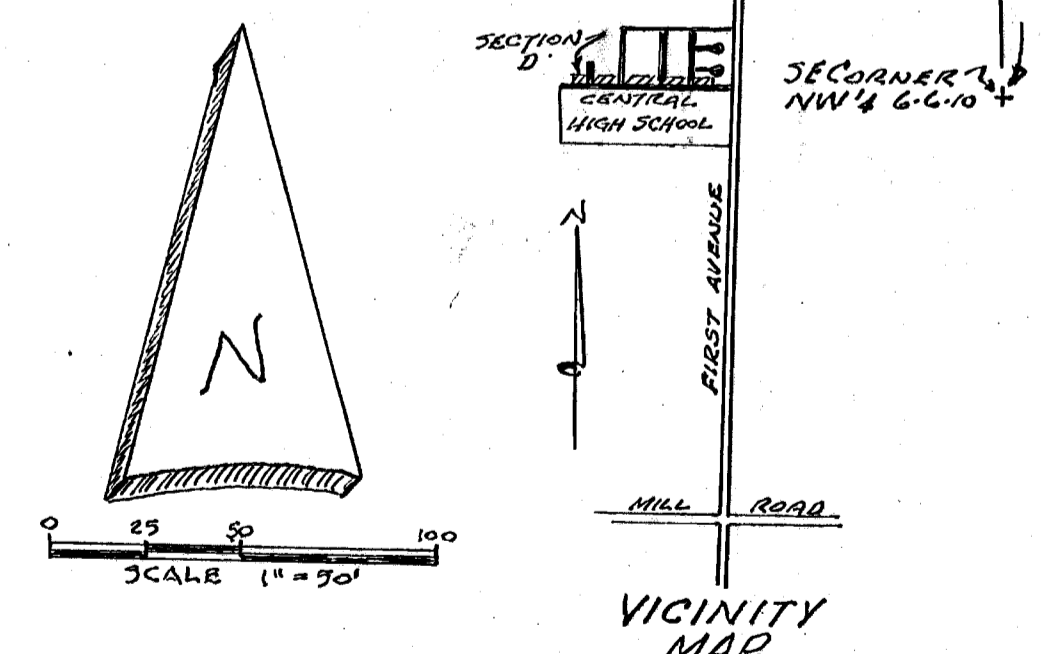 N
0 25 50 100
SCALE 1" = 50'
SECTION
D
CENTRAL
HIGH SCHOOL
N
FIRST AVENUE
MILL ROAD
VICINITY
MAP
SE CORNER
NW¼ 6-6-10